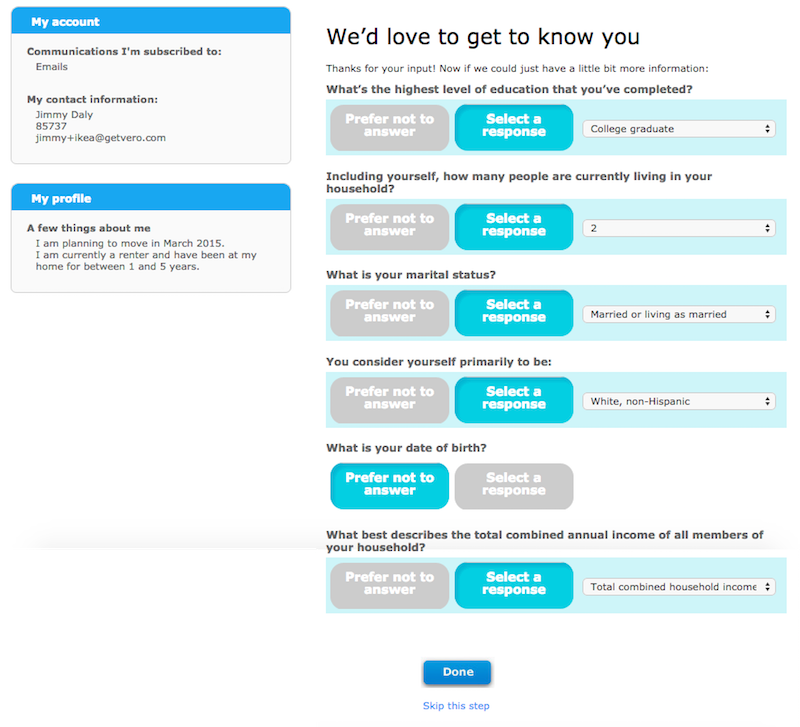 My account
Communications I'm subscribed to:
Emails
My contact information:
Jimmy Daly
85737
jimmy+ikea@getvero.com
My profile
A few things about me
I am planning to move in March 2015.
I am currently a renter and have been at my
home for between 1 and 5 years.
We'd love to get to know you
Thanks for your input! Now if we could just have a little bit more information:
What's the highest level of education that you've completed?
Prefer not to
answer
Select a
response
College graduate
Including yourself, how many people are currently living in your
household?
Prefer not to
answer
Select a
response
2
What is your marital status?
Prefer not to
answer
Select a
response
Married or living as married
You consider yourself primarily to be:
Prefer not to
answer
Select a
response
White, non-Hispanic
What is your date of birth?
Prefer not to
answer
Select a
response
What best describes the total combined annual income of all members of
your household?
Prefer not to
answer
Select a
response
Total combined household income
Done
Skip this step